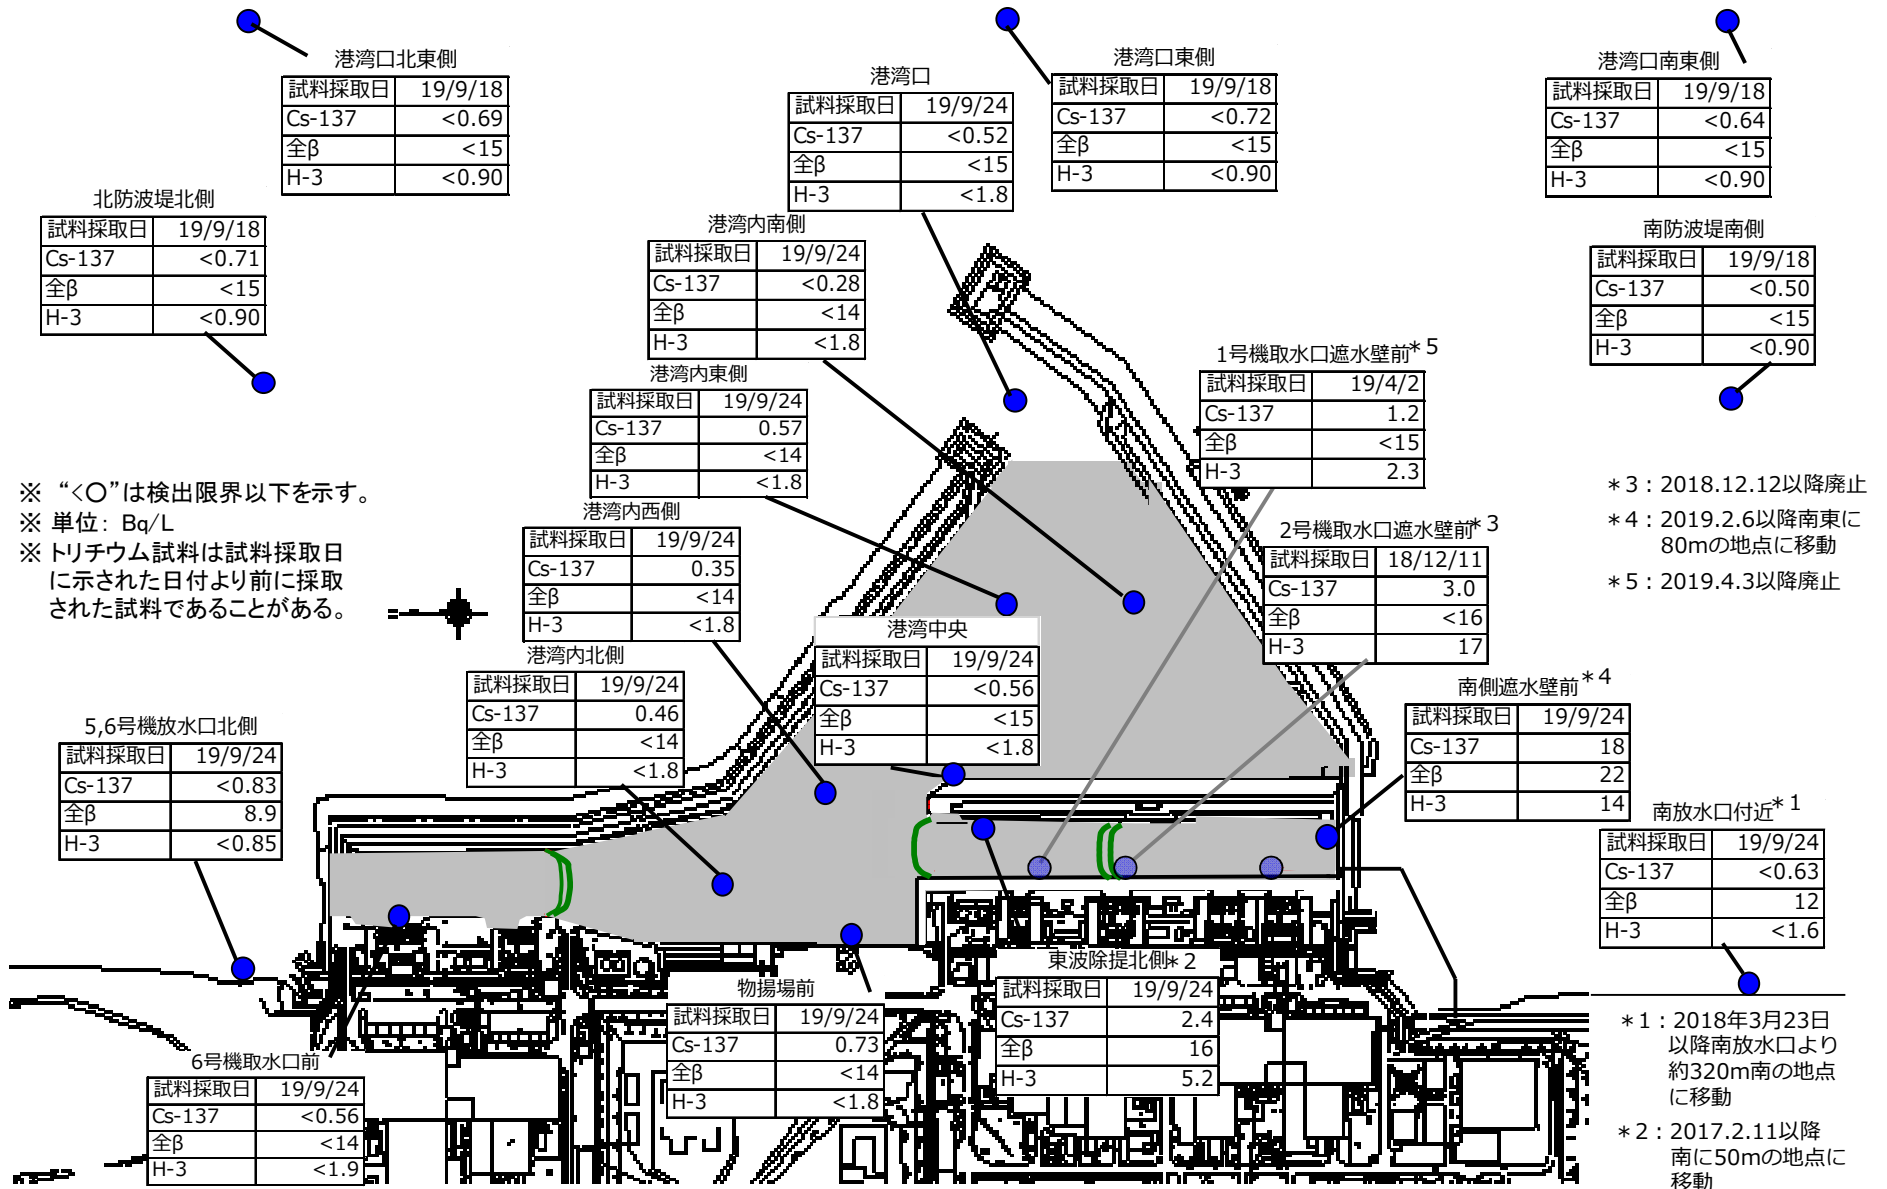 港湾口北東側
試料採取日 19/9/18
Cs-137 <0.69
全β <15
H-3 <0.90
港湾口
試料採取日 19/9/24
Cs-137 <0.52
全β <15
H-3 <1.8
港湾口東側
試料採取日 19/9/18
Cs-137 <0.72
全β <15
H-3 <0.90
港湾口南東側
試料採取日 19/9/18
Cs-137 <0.64
全β <15
H-3 <0.90
北防波堤北側
試料採取日 19/9/18
Cs-137 <0.71
全β <15
H-3 <0.90
港湾内南側
試料採取日 19/9/24
Cs-137 <0.28
全β <14
H-3 <1.8
南防波堤南側
試料採取日 19/9/18
Cs-137 <0.50
全β <15
H-3 <0.90
港湾内東側
試料採取日 19/9/24
Cs-137 0.57
全β <14
H-3 <1.8
1号機取水口遮水壁前*5
試料採取日 19/4/2
Cs-137 1.2
全β <15
H-3 2.3
※ “<○”は検出限界以下を示す。
※ 単位: Bq/L
※ トリチウム試料は試料採取日
に示された日付より前に採取
された試料であることがある。
*3:2018.12.12以降廃止
*4:2019.2.6以降南東に
80mの地点に移動
*5:2019.4.3以降廃止
港湾内西側
試料採取日 19/9/24
Cs-137 0.35
全β <14
H-3 <1.8
2号機取水口遮水壁前*3
試料採取日 18/12/11
Cs-137 3.0
全β <16
H-3 17
港湾中央
試料採取日 19/9/24
Cs-137 <0.56
全β <15
H-3 <1.8
港湾内北側
試料採取日 19/9/24
Cs-137 0.46
全β <14
H-3 <1.8
南側遮水壁前*4
試料採取日 19/9/24
Cs-137 18
全β 22
H-3 14
5,6号機放水口北側
試料採取日 19/9/24
Cs-137 <0.83
全β 8.9
H-3 <0.85
南放水口付近*1
試料採取日 19/9/24
Cs-137 <0.63
全β 12
H-3 <1.6
東波除提北側*2
試料採取日 19/9/24
Cs-137 2.4
全β 16
H-3 5.2
物揚場前
試料採取日 19/9/24
Cs-137 0.73
全β <14
H-3 <1.8
6号機取水口前
試料採取日 19/9/24
Cs-137 <0.56
全β <14
H-3 <1.9
*1:2018年3月23日
以降南放水口より
約320m南の地点
に移動
*2:2017.2.11以降
南に50mの地点に
移動